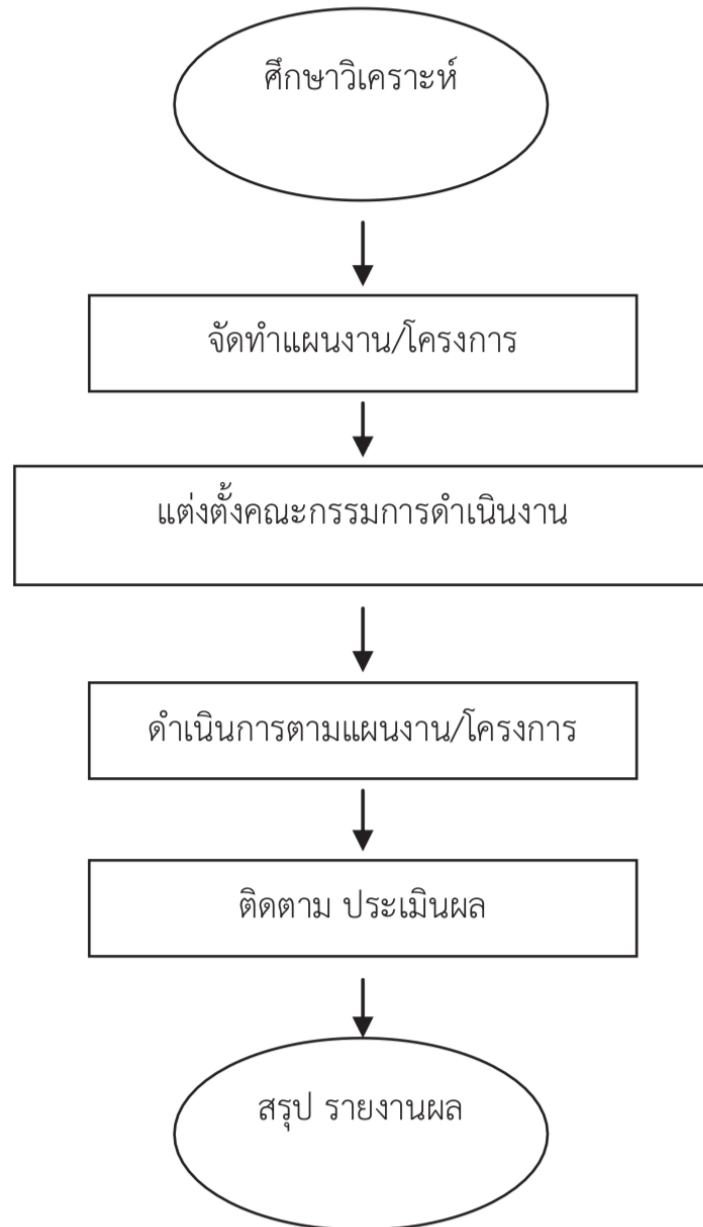 ศึกษาวิเคราะห์
จัดทำแผนงาน/โครงการ
แต่งตั้งคณะกรรมการดำเนินงาน
ดำเนินการตามแผนงาน/โครงการ
ติดตาม ประเมินผล
สรุป รายงานผล